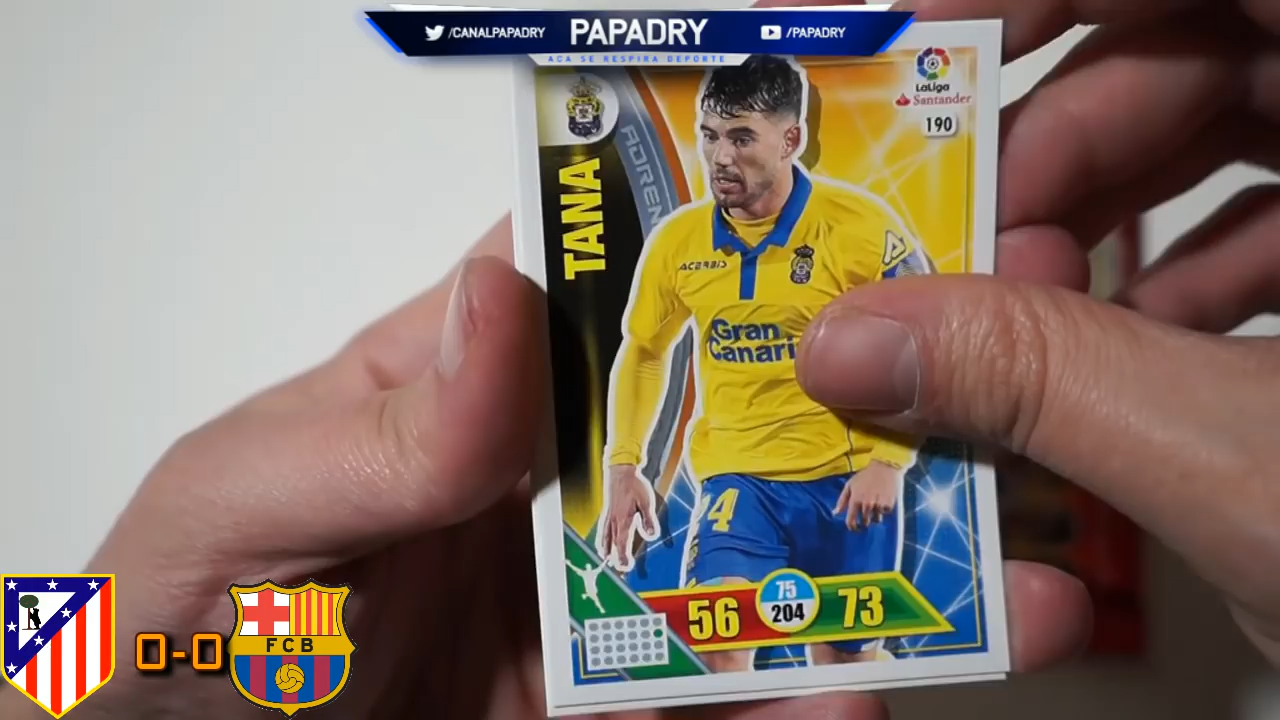 /CANALPAPADRY
PAPADRY
/PAPADRY
ACA SE RESPIRA DEPORTE
LaLiga
Santander
190
ADREN
TANA
ACERBIS
Gran
Canari
4
56
75
204
73
0-0
FCB